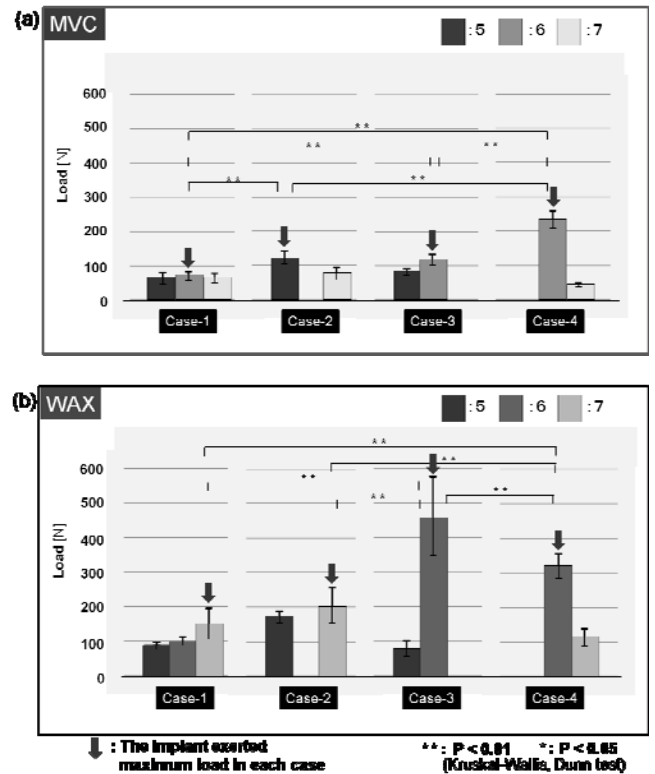 (a) MVC
: 5 : 6 : 7
Load [N]
600
500
400
300
200
100
0
**
** **
** **
Case-1 Case-2 Case-3 Case-4
(b) WAX
: 5 : 6 : 7
Load [N]
600
500
400
300
200
100
0
**
**
** ** **
Case-1 Case-2 Case-3 Case-4
: The implant exerted
maximum load in each case
** : P < 0.01 * : P < 0.05
(Kruskal-Wallis, Dunn test)